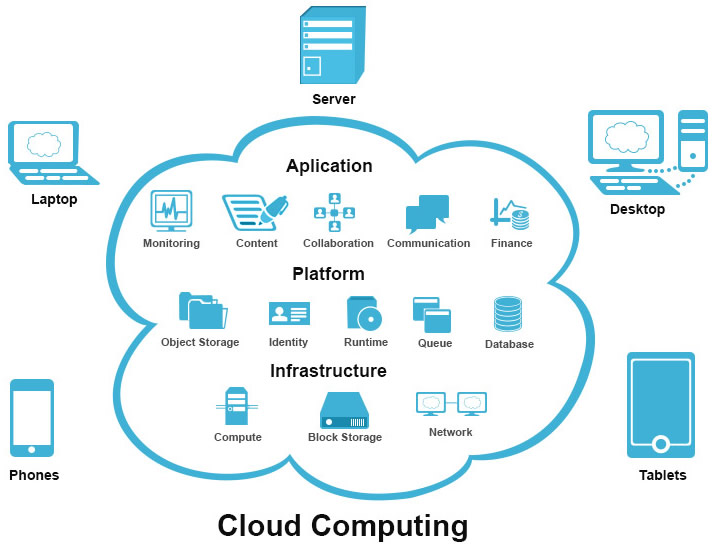 Server
Laptop
Desktop
Aplication
Monitoring
Content
Collaboration
Communication
Finance
Platform
Object Storage
Identity
Runtime
Queue
Database
Infrastructure
Compute
Block Storage
Network
Phones
Tablets
Cloud Computing